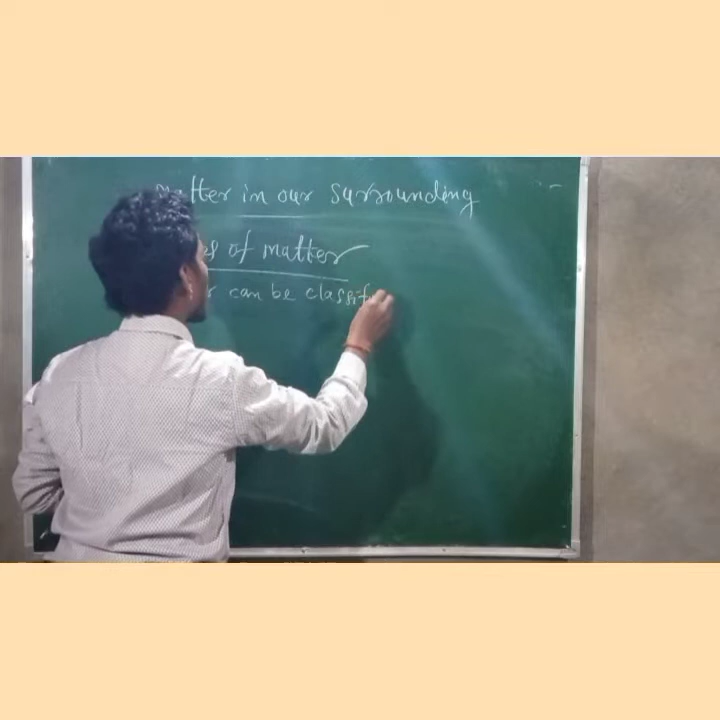 Matter in our surrounding
of matter
can be classif